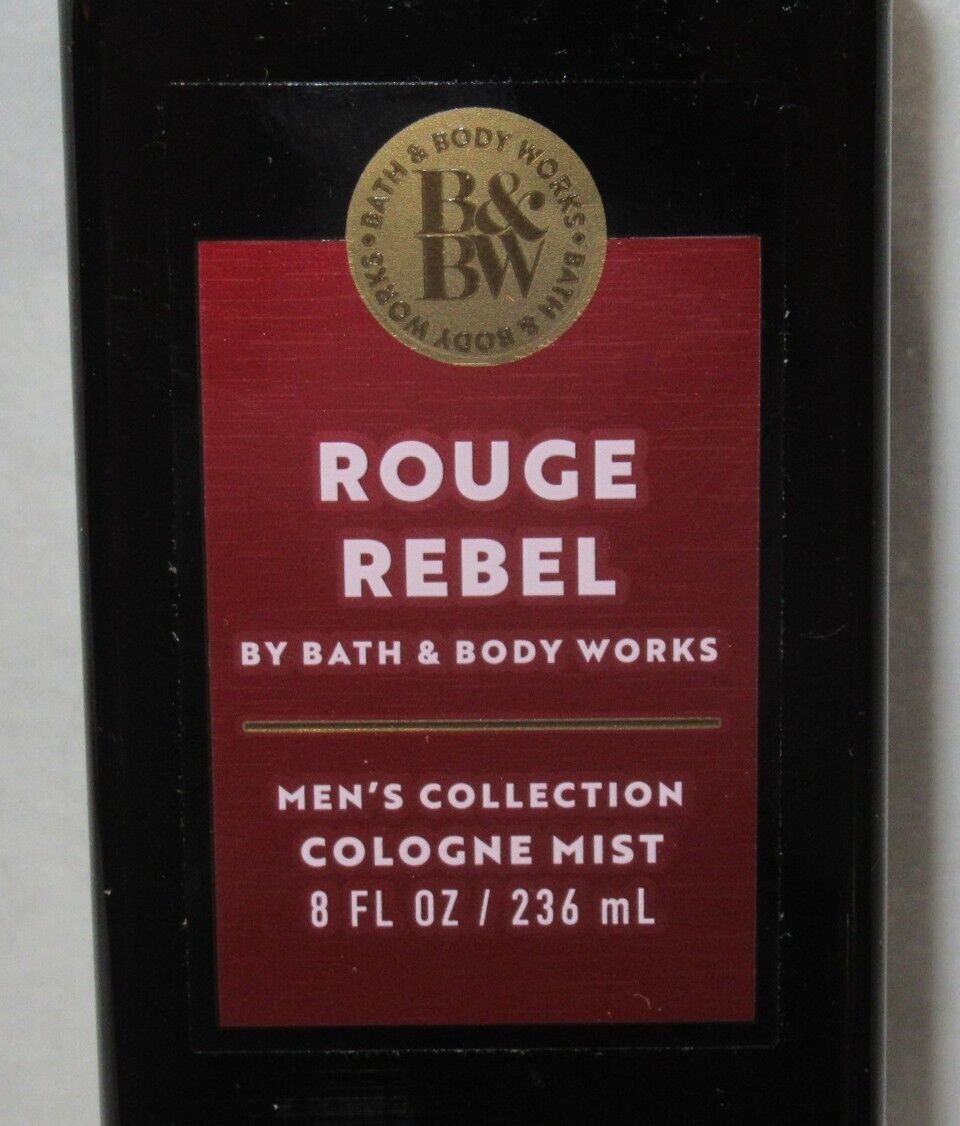 BATH & BODY WORKS • BATH & BODY WORKS •
B&
BW
ROUGE
REBEL
BY BATH & BODY WORKS
MEN'S COLLECTION
COLOGNE MIST
8 FL OZ / 236 mL